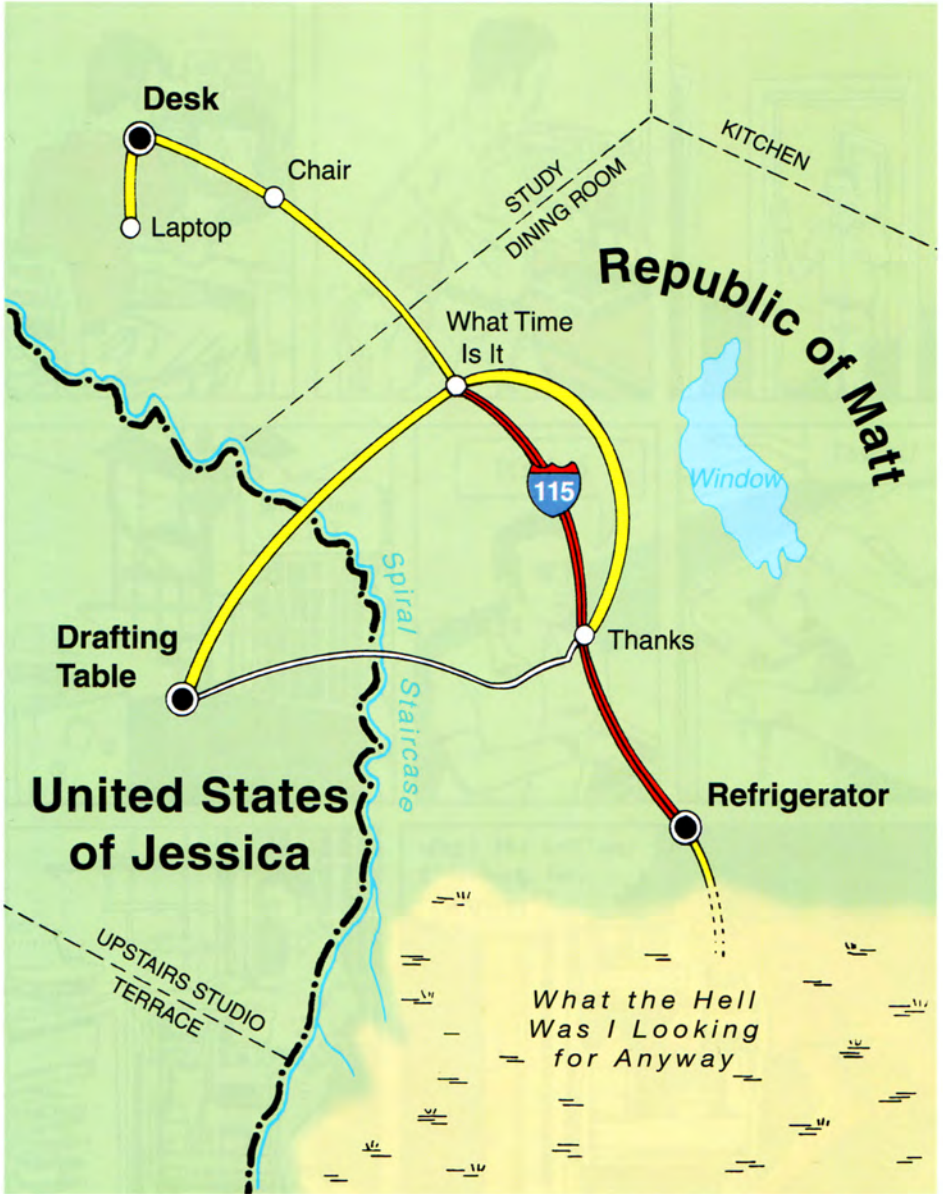 Desk
KITCHEN
Chair
STUDY
DINING ROOM
Laptop
Republic of Matt
What Time
Is It
Window
115
Spiral Staircase
Drafting
Table
Thanks
United States
of Jessica
Refrigerator
UPSTAIRS STUDIO
TERRACE
What the Hell
Was I Looking
for Anyway